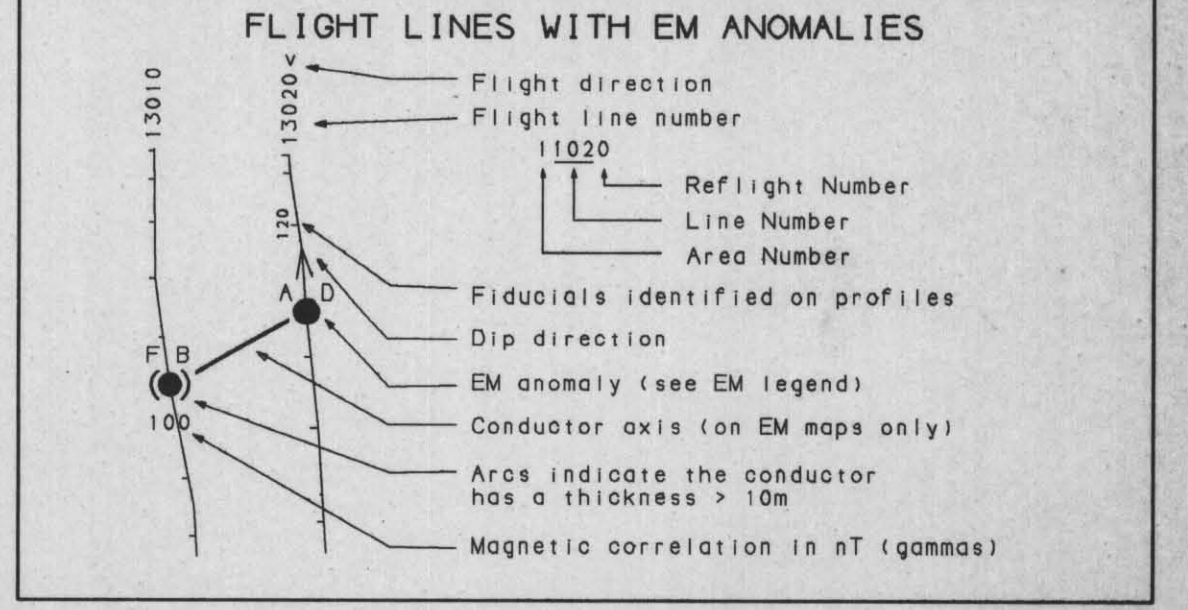 FLIGHT LINES WITH EM ANOMALIES
13010
13020 <
Flight direction
Flight line number
11020
Reflight Number
Line Number
Area Number
120
A D
Fiducials identified on profiles
Dip direction
F B
EM anomaly (see EM legend)
100
Conductor axis (on EM maps only)
Arcs indicate the conductor
has a thickness > 10m
Magnetic correlation in nT (gammas)